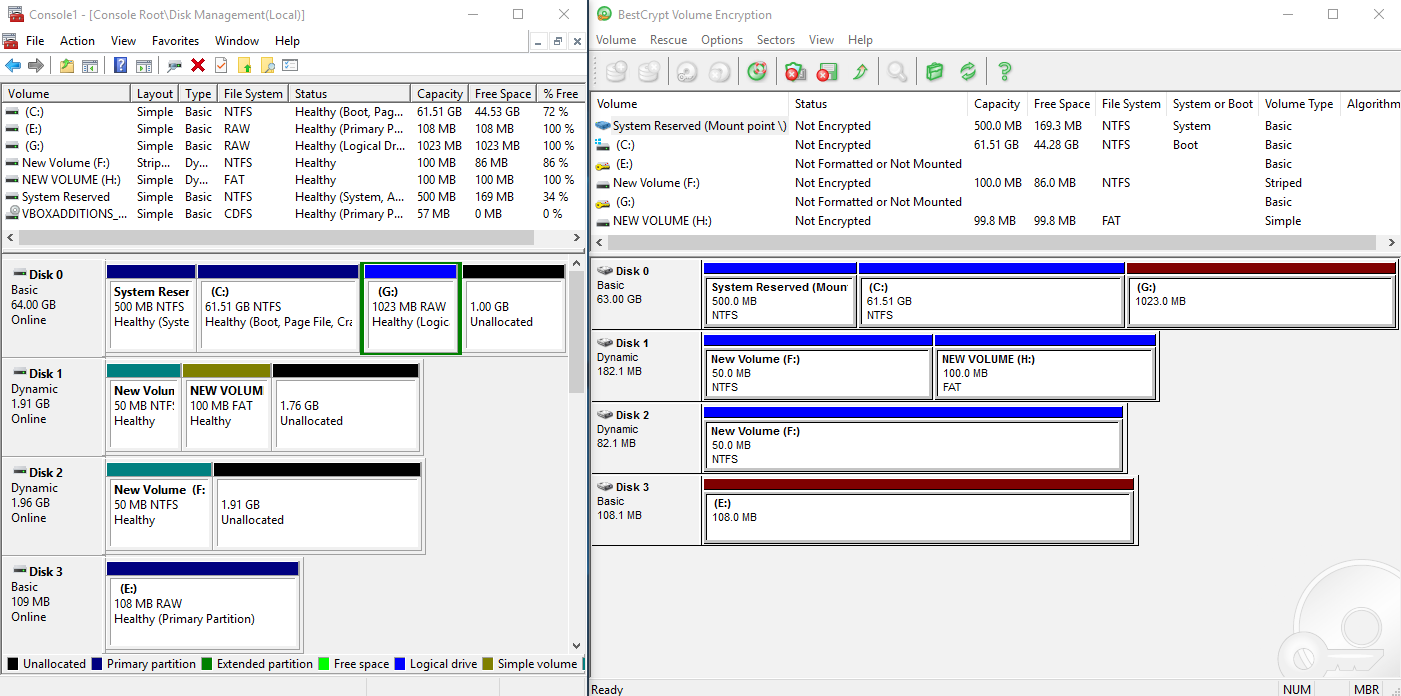 Console1 - [Console Root\Disk Management(Local)]
File Action View Favorites Window Help
Volume Layout Type File System Status Capacity Free Space % Free
(C:) Simple Basic NTFS Healthy (Boot, Pag... 61.51 GB 44.53 GB 72 %
(E:) Simple Basic RAW Healthy (Primary P... 108 MB 108 MB 100 %
(G:) Simple Basic RAW Healthy (Logical Dr... 1023 MB 1023 MB 100 %
New Volume (F:) Strip... Dy... NTFS Healthy 100 MB 86 MB 86 %
NEW VOLUME (H:) Simple Dy... FAT Healthy 100 MB 100 MB 100 %
System Reserved Simple Basic NTFS Healthy (System, A... 500 MB 169 MB 34 %
VBOXADDITIONS_... Simple Basic CDFS Healthy (Primary P... 57 MB 0 MB 0 %
Disk 0
Basic
64.00 GB
Online
System Reser
500 MB NTFS
Healthy (Syste
(C:)
61.51 GB NTFS
Healthy (Boot, Page File, Cra
(G:)
1023 MB RAW
Healthy (Logic
1.00 GB
Unallocated
Disk 1
Dynamic
1.91 GB
Online
New Volun
50 MB NTF
Healthy
NEW VOLUM
100 MB FAT
Healthy
1.76 GB
Unallocated
Disk 2
Dynamic
1.96 GB
Online
New Volume (F:
50 MB NTFS
Healthy
1.91 GB
Unallocated
Disk 3
Basic
109 MB
Online
(E:)
108 MB RAW
Healthy (Primary Partition)
Unallocated Primary partition Extended partition Free space Logical drive Simple volume
BestCrypt Volume Encryption
Volume Rescue Options Sectors View Help
Volume Status Capacity Free Space File System System or Boot Volume Type Algorithm
System Reserved (Mount point \) Not Encrypted 500.0 MB 169.3 MB NTFS System Basic
(C:) Not Encrypted 61.51 GB 44.28 GB NTFS Boot Basic
(E:) Not Formatted or Not Mounted Basic
New Volume (F:) Not Encrypted 100.0 MB 86.0 MB NTFS Striped
(G:) Not Formatted or Not Mounted Basic
NEW VOLUME (H:) Not Encrypted 99.8 MB 99.8 MB FAT Simple
Disk 0
Basic
63.00 GB
System Reserved (Moun
500.0 MB
NTFS
(C:)
61.51 GB
NTFS
(G:)
1023.0 MB
Disk 1
Dynamic
182.1 MB
New Volume (F:)
50.0 MB
NTFS
NEW VOLUME (H:)
100.0 MB
FAT
Disk 2
Dynamic
82.1 MB
New Volume (F:)
50.0 MB
NTFS
Disk 3
Basic
108.1 MB
(E:)
108.0 MB
Ready NUM MBR